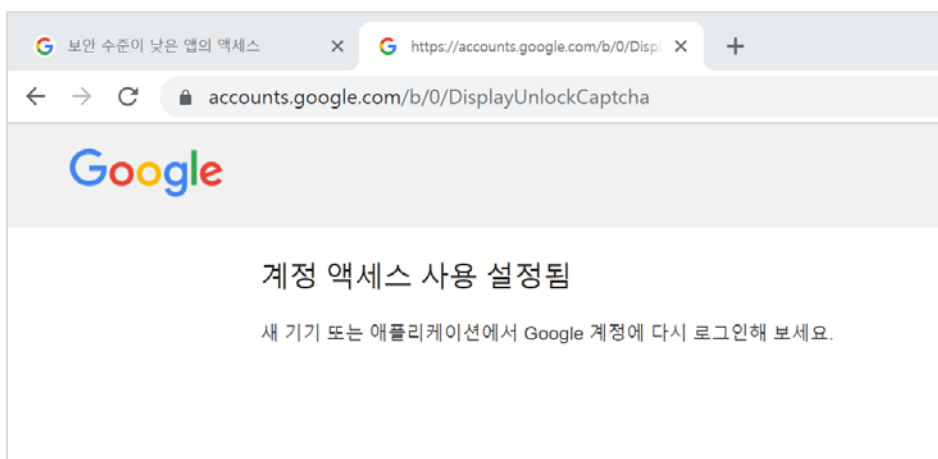 보안 수준이 낮은 앱의 액세스
https://accounts.google.com/b/0/Displ
accounts.google.com/b/0/DisplayUnlockCaptcha
Google
계정 액세스 사용 설정됨
새 기기 또는 애플리케이션에서 Google 계정에 다시 로그인해 보세요.